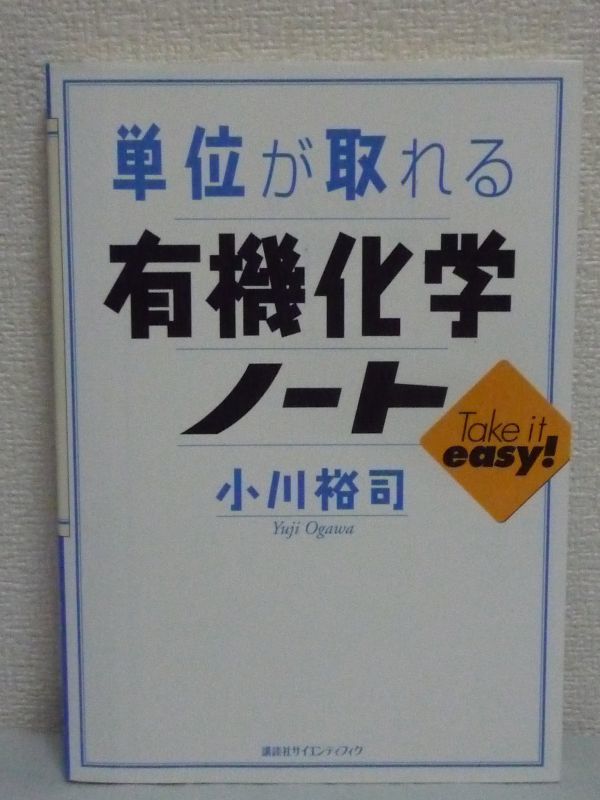 単位が取れる
有機化学
ノート
Take it
easy!
小川裕司
Yuji Ogawa
講談社サイエンティフィク